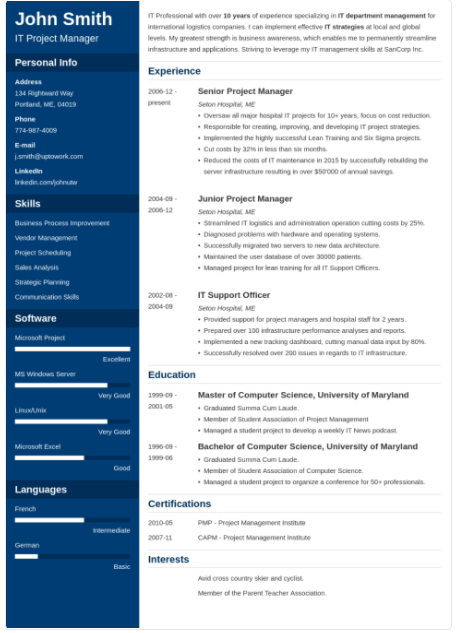 John Smith
IT Project Manager
Personal Info
Address
134 Rightward Way
Portland, ME, 04019
Phone
774-987-4009
E-mail
j.smith@uptowork.com
LinkedIn
linkedin.com/johnutw
Skills
Business Process Improvement
Vendor Management
Project Scheduling
Sales Analysis
Strategic Planning
Communication Skills
Software
Microsoft Project
Excellent
MS Windows Server
Very Good
Linux/Unix
Very Good
Microsoft Excel
Good
Languages
French
Intermediate
German
Basic
IT Professional with over 10 years of experience specializing in IT department management for
international logistics companies. I can implement effective IT strategies at local and global
levels. My greatest strength is business awareness, which enables me to permanently streamline
infrastructure and applications. Striving to leverage my IT management skills at SanCorp Inc.
Experience
2006-12 -
present
Senior Project Manager
Seton Hospital, ME
• Oversaw all major hospital IT projects for 10+ years, focus on cost reduction.
• Responsible for creating, improving, and developing IT project strategies.
• Implemented the highly successful Lean Training and Six Sigma projects.
• Cut costs by 32% in less than six months.
• Reduced the costs of IT maintenance in 2015 by successfully rebuilding the
server infrastructure resulting in over $50'000 of annual savings.
2004-09 -
2006-12
Junior Project Manager
Seton Hospital, ME
• Streamlined IT logistics and administration operation cutting costs by 25%.
• Diagnosed problems with hardware and operating systems.
• Successfully migrated two servers to new data architecture.
• Maintained the user database of over 30000 patients.
• Managed project for lean training for all IT Support Officers.
2002-08 -
2004-09
IT Support Officer
Seton Hospital, ME
• Provided support for project managers and hospital staff for 2 years.
• Prepared over 100 infrastructure performance analyses and reports.
• Implemented a new tracking dashboard, cutting manual data input by 80%.
• Successfully resolved over 200 issues in regards to IT infrastructure.
Education
1999-09 -
2001-05
Master of Computer Science, University of Maryland
• Graduated Summa Cum Laude.
• Member of Student Association of Project Management
• Managed a student project to develop a weekly IT News podcast.
1996-09 -
1999-06
Bachelor of Computer Science, University of Maryland
• Graduated Summa Cum Laude.
• Member of Student Association of Computer Science.
• Managed a student project to organize a conference for 50+ professionals.
Certifications
2010-05
PMP - Project Management Institute
2007-11
CAPM - Project Management Institute
Interests
Avid cross country skier and cyclist.
Member of the Parent Teacher Association.